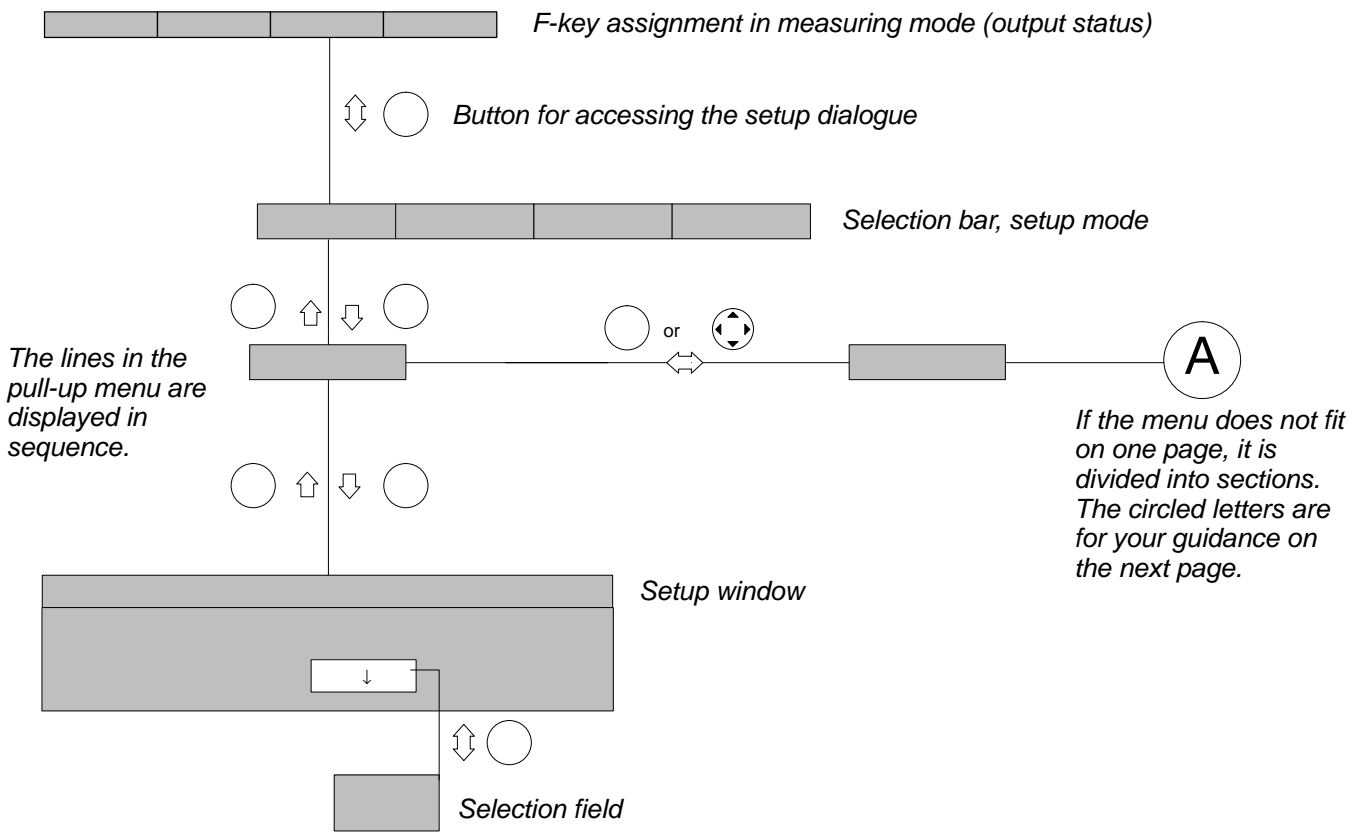 F-key assignment in measuring mode (output status)
Button for accessing the setup dialogue
Selection bar, setup mode
or
The lines in the
pull-up menu are
displayed in
sequence.
A
If the menu does not fit
on one page, it is
divided into sections.
The circled letters are
for your guidance on
the next page.
Setup window
↓
Selection field